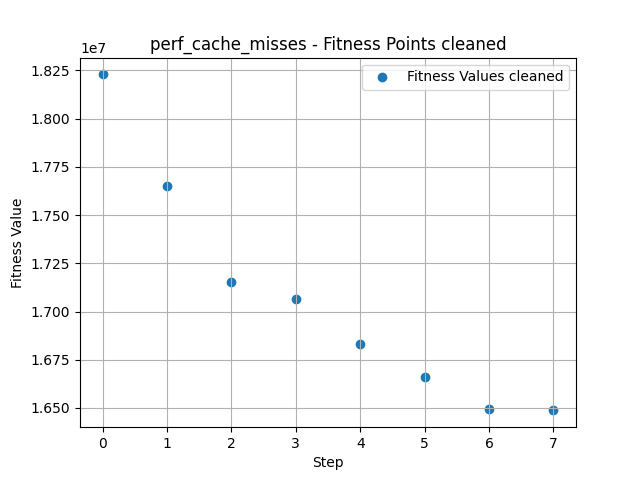 perf_cache_misses - Fitness Points cleaned
1e7
Fitness Values cleaned
1.825
1.800
1.775
1.750
1.725
1.700
1.675
1.650
Fitness Value
0 1 2 3 4 5 6 7
Step